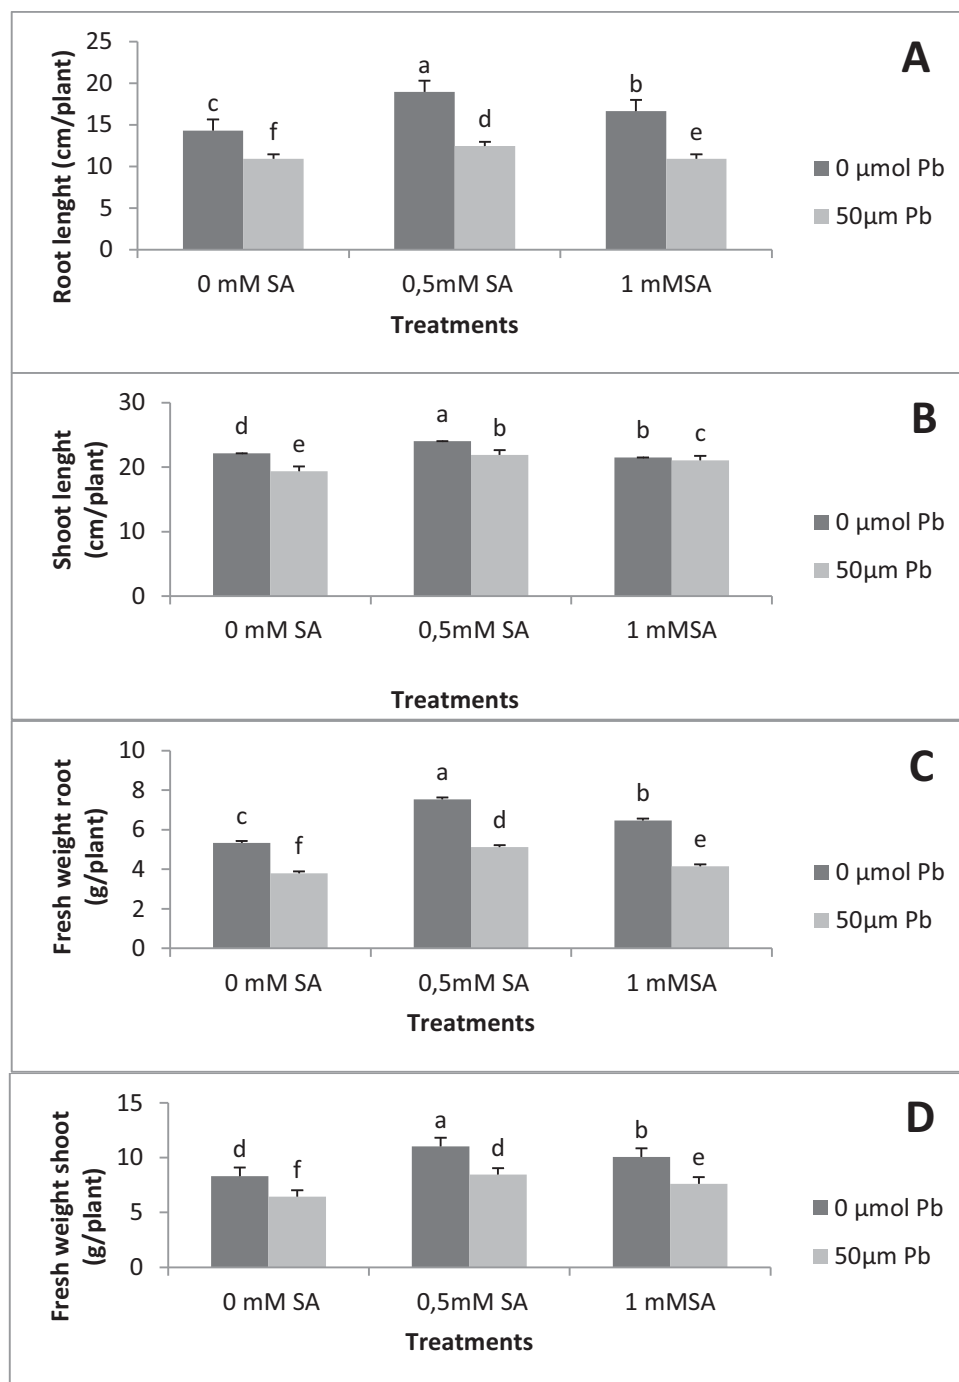 A
Root lenght (cm/plant)
25
20
15
10
5
0
c
f
a
d
b
e
0 mM SA
0,5mM SA
1 mMSA
Treatments
0 µmol Pb
50µm Pb
B
Shoot lenght
(cm/plant)
30
20
10
0
d
e
a
b
b
c
0 mM SA
0,5mM SA
1 mMSA
Treatments
0 µmol Pb
50µm Pb
C
Fresh weight root
(g/plant)
10
8
6
4
2
0
c
f
a
d
b
e
0 mM SA
0,5mM SA
1 mMSA
Treatments
0 µmol Pb
50µm Pb
D
Fresh weight shoot
(g/plant)
15
10
5
0
d
f
a
d
b
e
0 mM SA
0,5mM SA
1 mMSA
Treatments
0 µmol Pb
50µm Pb